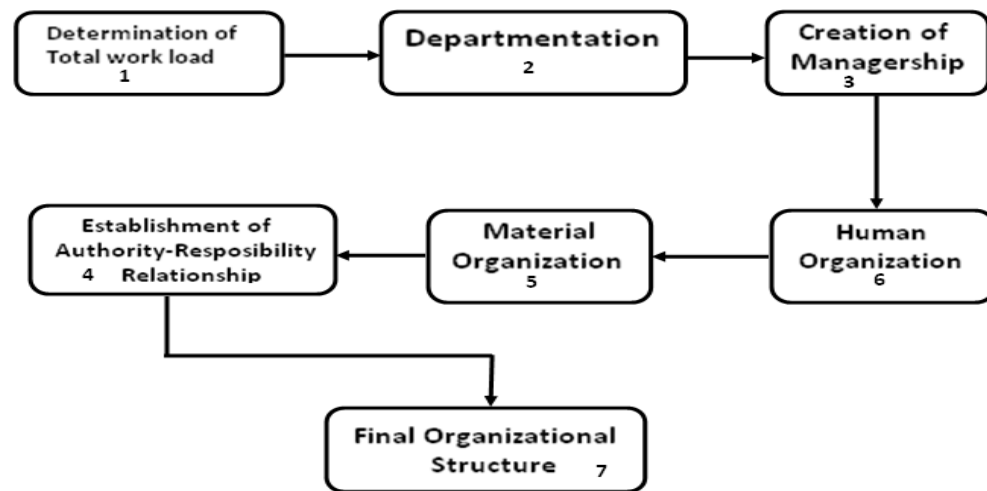 Determination of
Total work load
1
Departmentation
2
Creation of
Managership
3
Establishment of
Authority-Resposibility
4 Relationship
Material
Organization
5
Human
Organization
6
Final Organizational
Structure 7